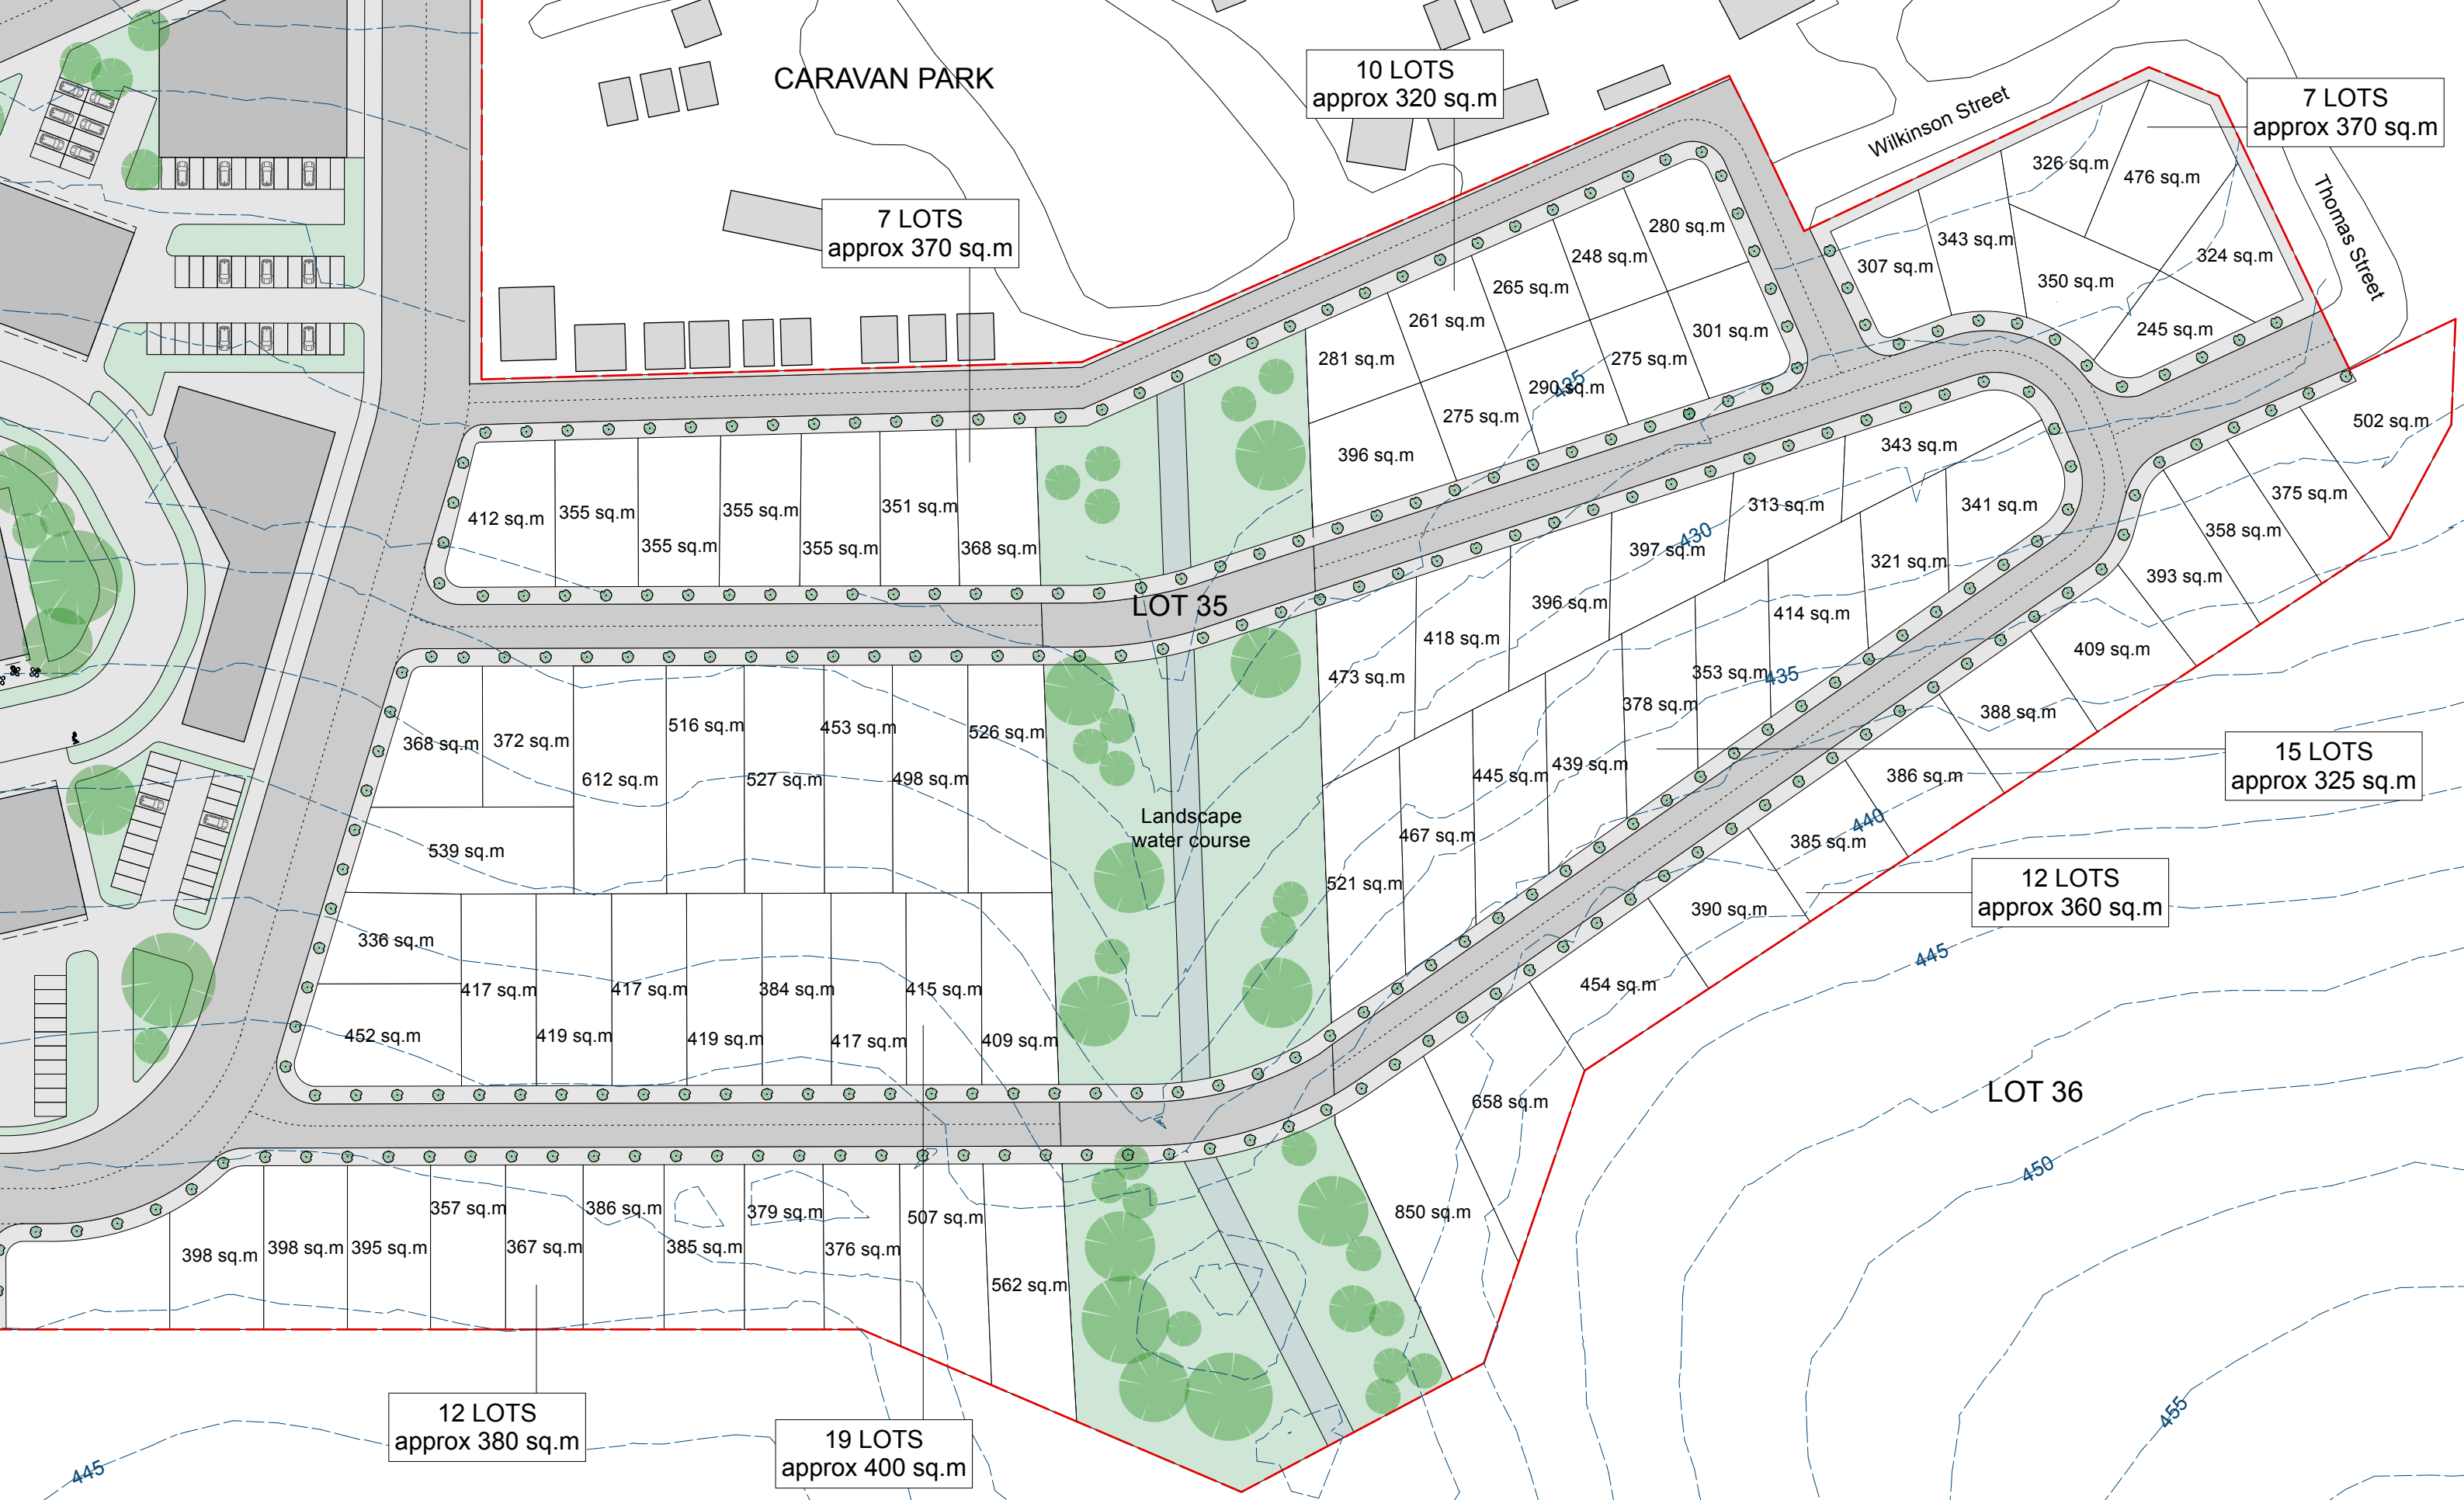 CARAVAN PARK
10 LOTS
approx 320 sq.m
Wilkinson Street
7 LOTS
approx 370 sq.m
Thomas Street
7 LOTS
approx 370 sq.m
326 sq.m
476 sq.m
343 sq.m
307 sq.m
350 sq.m
324 sq.m
245 sq.m
280 sq.m
248 sq.m
265 sq.m
261 sq.m
281 sq.m
301 sq.m
275 sq.m
290 sq.m
425
275 sq.m
396 sq.m
412 sq.m
355 sq.m
355 sq.m
355 sq.m
355 sq.m
351 sq.m
368 sq.m
LOT 35
343 sq.m
313 sq.m
341 sq.m
430
397 sq.m
321 sq.m
396 sq.m
414 sq.m
418 sq.m
473 sq.m
353 sq.m
435
378 sq.m
439 sq.m
445 sq.m
467 sq.m
521 sq.m
502 sq.m
375 sq.m
358 sq.m
393 sq.m
409 sq.m
388 sq.m
386 sq.m
385 sq.m
440
390 sq.m
454 sq.m
658 sq.m
850 sq.m
15 LOTS
approx 325 sq.m
12 LOTS
approx 360 sq.m
445
LOT 36
450
455
368 sq.m
372 sq.m
516 sq.m
453 sq.m
526 sq.m
612 sq.m
527 sq.m
498 sq.m
539 sq.m
Landscape
water course
336 sq.m
417 sq.m
417 sq.m
384 sq.m
415 sq.m
452 sq.m
419 sq.m
419 sq.m
417 sq.m
409 sq.m
357 sq.m
386 sq.m
379 sq.m
507 sq.m
398 sq.m
398 sq.m
395 sq.m
367 sq.m
385 sq.m
376 sq.m
562 sq.m
12 LOTS
approx 380 sq.m
19 LOTS
approx 400 sq.m
445